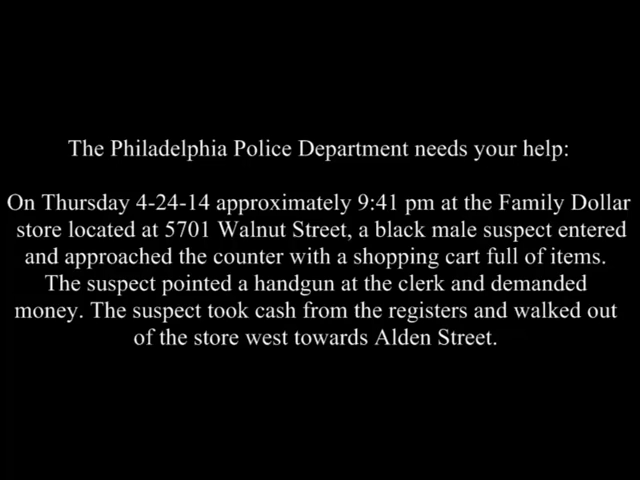 The Philadelphia Police Department needs your help:
On Thursday 4-24-14 approximately 9:41 pm at the Family Dollar
store located at 5701 Walnut Street, a black male suspect entered
and approached the counter with a shopping cart full of items.
The suspect pointed a handgun at the clerk and demanded
money. The suspect took cash from the registers and walked out
of the store west towards Alden Street.